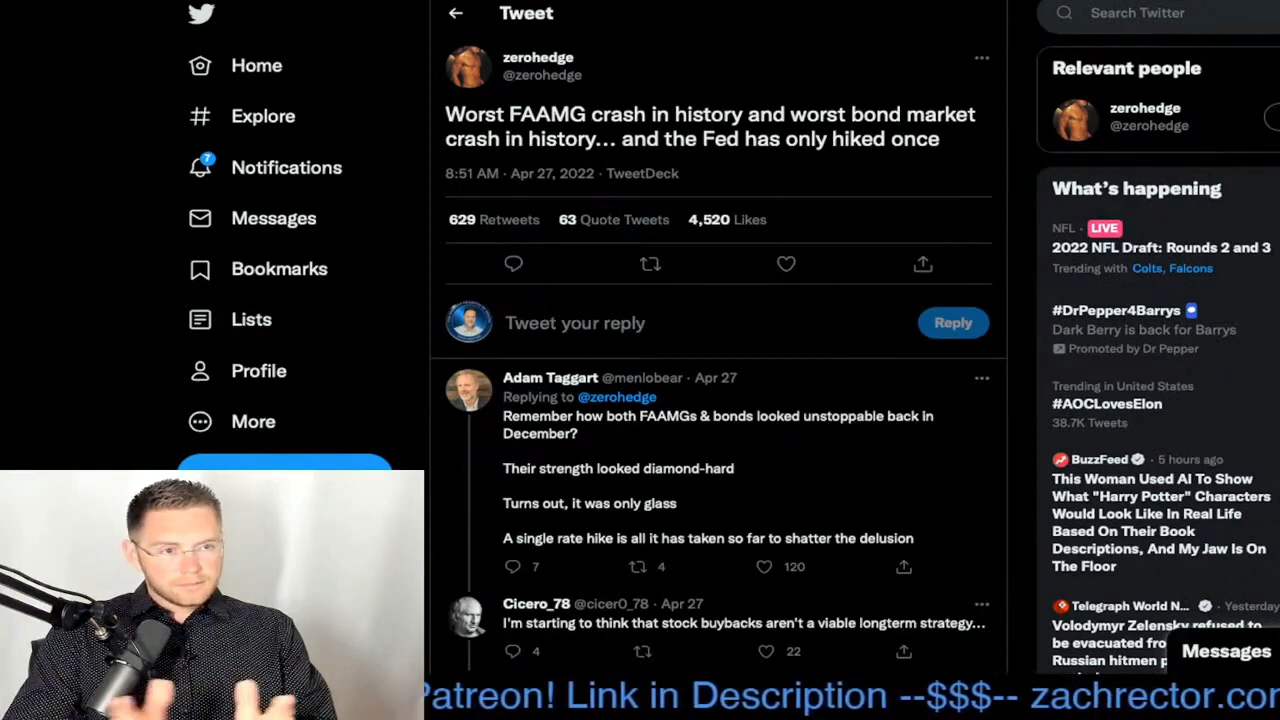 Home
Explore
7
Notifications
Messages
Bookmarks
Lists
Profile
More
Tweet
zerohedge
@zerohedge
Worst FAAMG crash in history and worst bond market
crash in history... and the Fed has only hiked once
8:51 AM · Apr 27, 2022 · TweetDeck
629 Retweets 63 Quote Tweets 4,520 Likes
Tweet your reply
Reply
Adam Taggart @menlobear · Apr 27
Replying to @zerohedge
Remember how both FAAMGs & bonds looked unstoppable back in
December?
Their strength looked diamond-hard
Turns out, it was only glass
A single rate hike is all it has taken so far to shatter the delusion
7 4 120
Cicero_78 @cicer0_78 · Apr 27
I'm starting to think that stock buybacks aren't a viable longterm strategy...
4 22
Search Twitter
Relevant people
zerohedge
@zerohedge
What's happening
NFL · LIVE
2022 NFL Draft: Rounds 2 and 3
Trending with Colts, Falcons
#DrPepper4Barrys
Dark Berry is back for Barrys
Promoted by Dr Pepper
Trending in United States
#AOCLovesElon
38.7K Tweets
BuzzFeed · 5 hours ago
This Woman Used AI To Show
What "Harry Potter" Characters
Would Look Like In Real Life
Based On Their Book
Descriptions, And My Jaw Is On
The Floor
Telegraph World N... · Yesterday
Volodymyr Zelensky refused to
be evacuated
Russian hitmen
Messages
Patreon! Link in Description --$$$-- zachrector.co